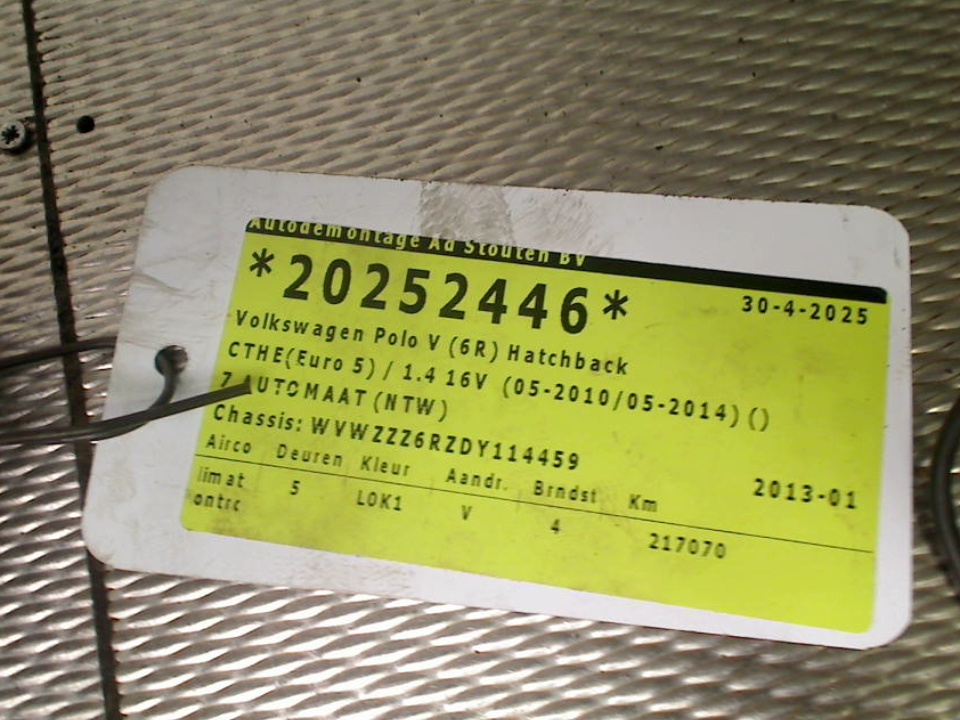 Autodemontage Ad Stouten BV
*20252446*
30-4-2025
Volkswagen Polo V (6R) Hatchback
CTHE(Euro 5) / 1.4 16V (05-2010/05-2014) ()
7 AUTOMAAT (NTW)
Chassis: WVWZZZ6RZDY114459
2013-01
Airco Deuren Kleur Aandr. Brndst Km
limat 5 LOK1 V 4 217070
ontrc